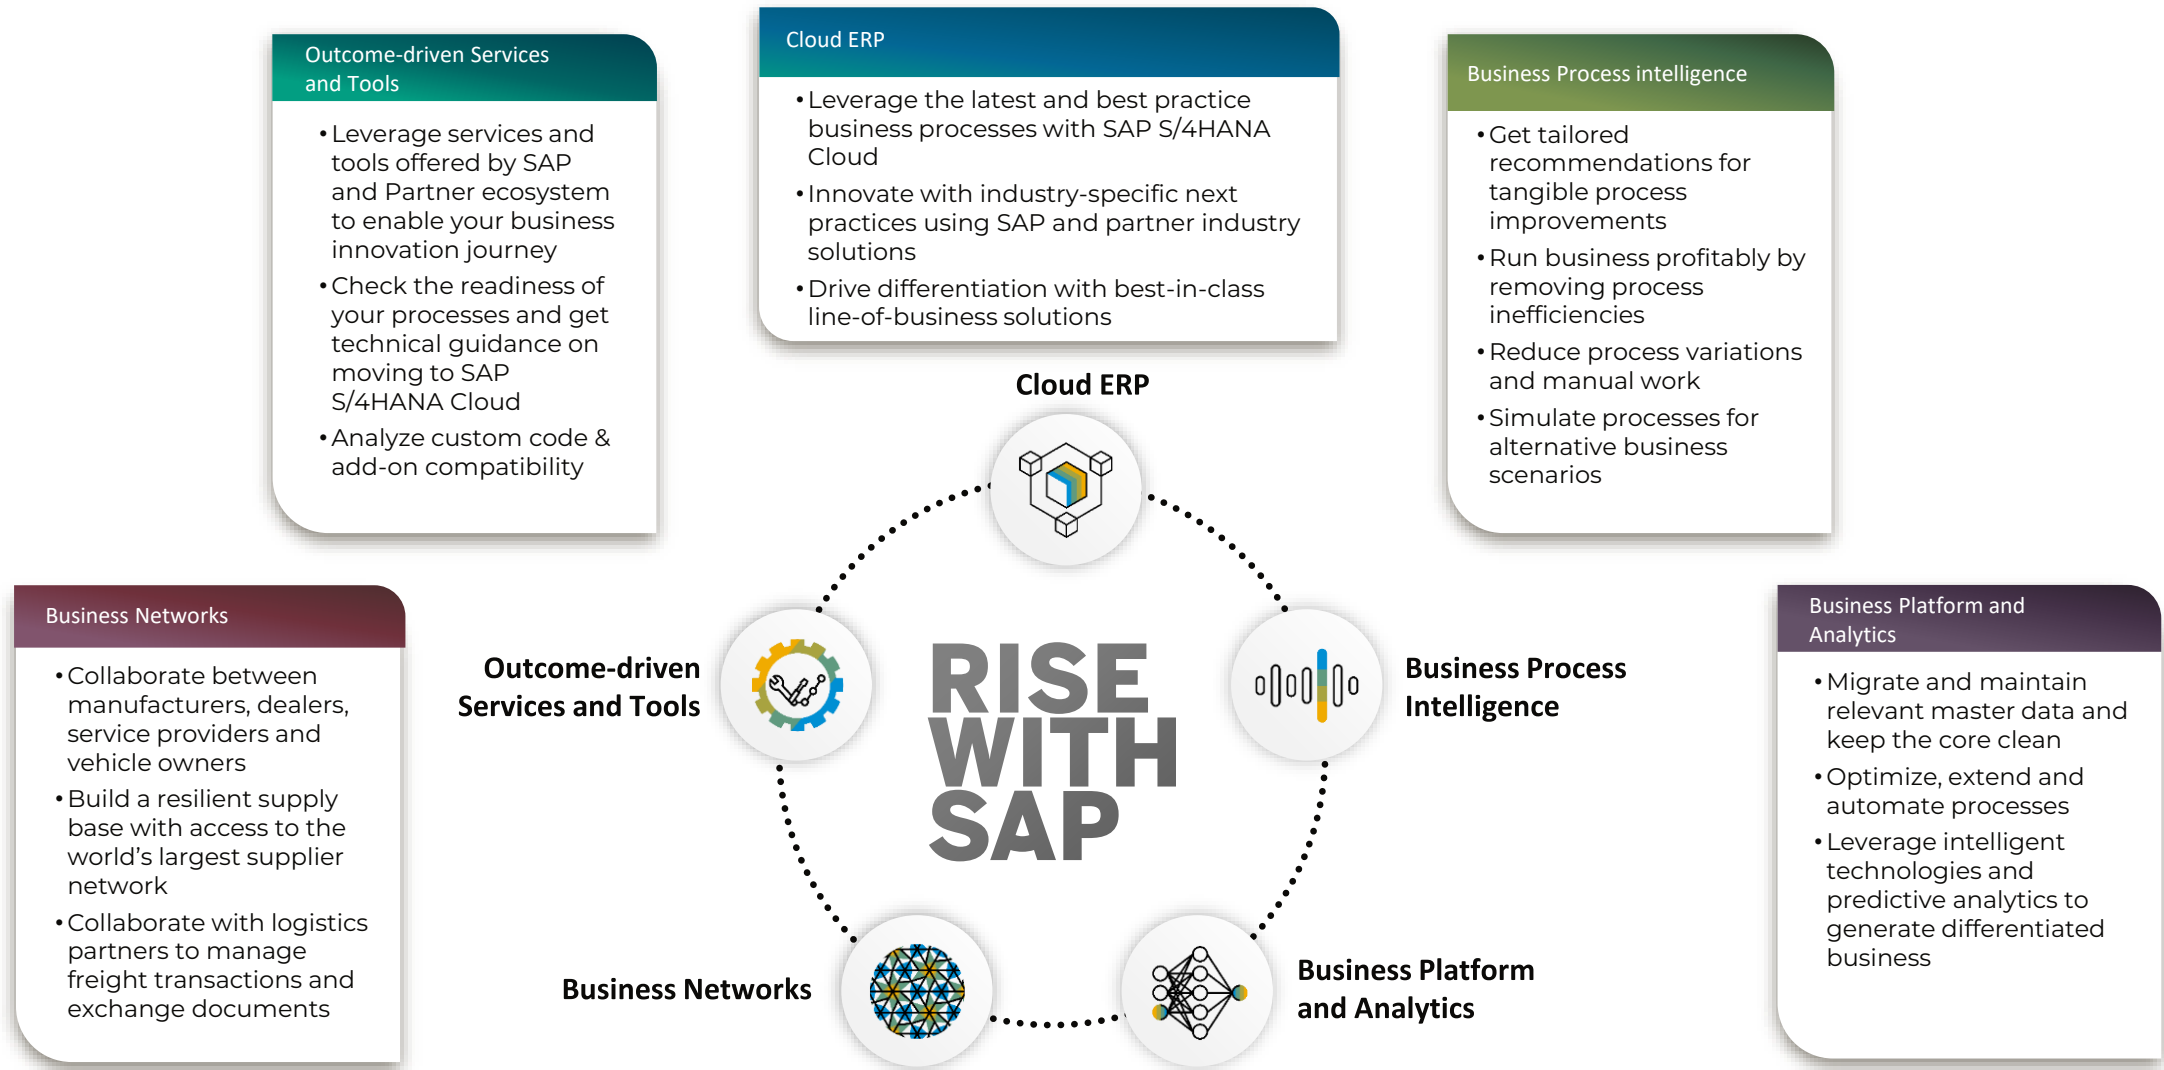 Outcome-driven Services
and Tools
• Leverage services and
tools offered by SAP
and Partner ecosystem
to enable your business
innovation journey
• Check the readiness of
your processes and get
technical guidance on
moving to SAP
S/4HANA Cloud
• Analyze custom code &
add-on compatibility
Cloud ERP
• Leverage the latest and best practice
business processes with SAP S/4HANA
Cloud
• Innovate with industry-specific next
practices using SAP and partner industry
solutions
• Drive differentiation with best-in-class
line-of-business solutions
Business Process intelligence
• Get tailored
recommendations for
tangible process
improvements
• Run business profitably by
removing process
inefficiencies
• Reduce process variations
and manual work
• Simulate processes for
alternative business
scenarios
Business Networks
• Collaborate between
manufacturers, dealers,
service providers and
vehicle owners
• Build a resilient supply
base with access to the
world’s largest supplier
network
• Collaborate with logistics
partners to manage
freight transactions and
exchange documents
Cloud ERP
Outcome-driven
Services and Tools
RISE
WITH
SAP
Business Process
Intelligence
Business Networks
Business Platform
and Analytics
Business Platform and
Analytics
• Migrate and maintain
relevant master data and
keep the core clean
• Optimize, extend and
automate processes
• Leverage intelligent
technologies and
predictive analytics to
generate differentiated
business